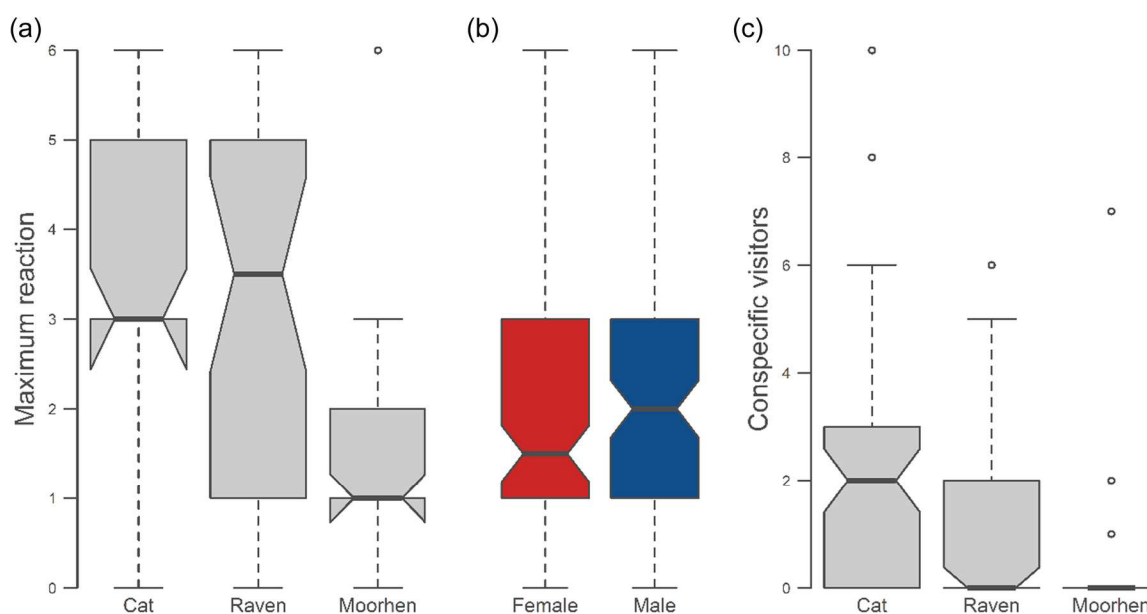 (a)
(b)
(c)
Maximum reaction
6
5
4
3
2
1
0
Cat
Raven
Moorhen
Female
Male
Conspecific visitors
10
8
6
4
2
0
Cat
Raven
Moorhen